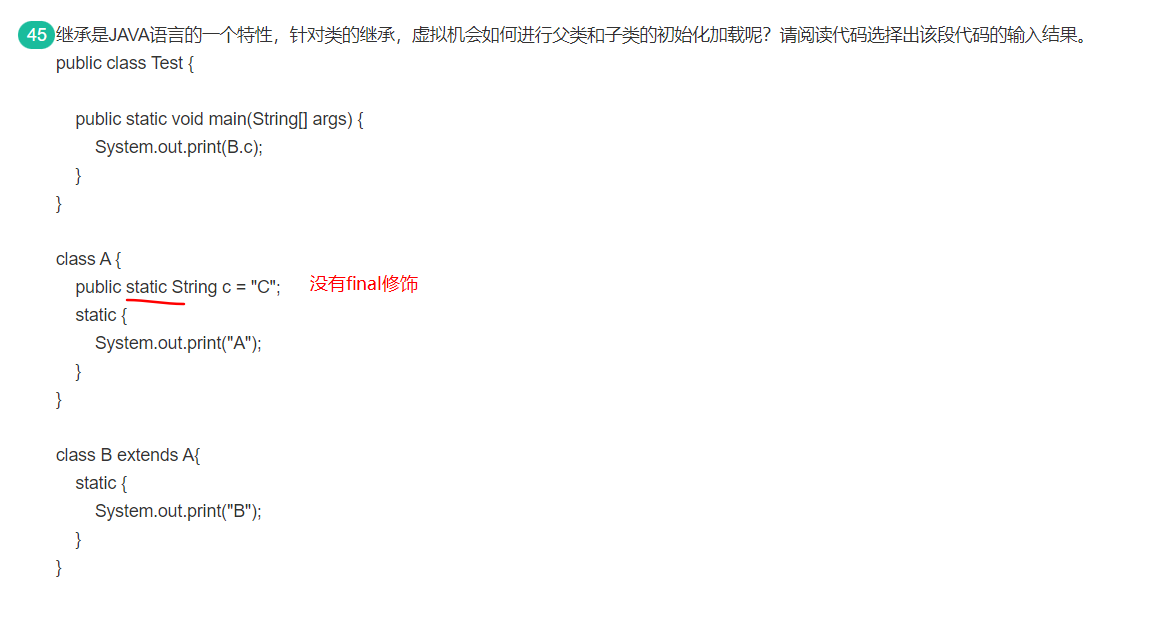 45 继承是JAVA语言的一个特性，针对类的继承，虚拟机会如何进行父类和子类的初始化加载呢？请阅读代码选择出该段代码的输入结果。
public class Test {
public static void main(String[] args) {
System.out.print(B.c);
}
}
class A {
public static String c = "C"; 没有final修饰
static {
System.out.print("A");
}
}
class B extends A{
static {
System.out.print("B");
}
}